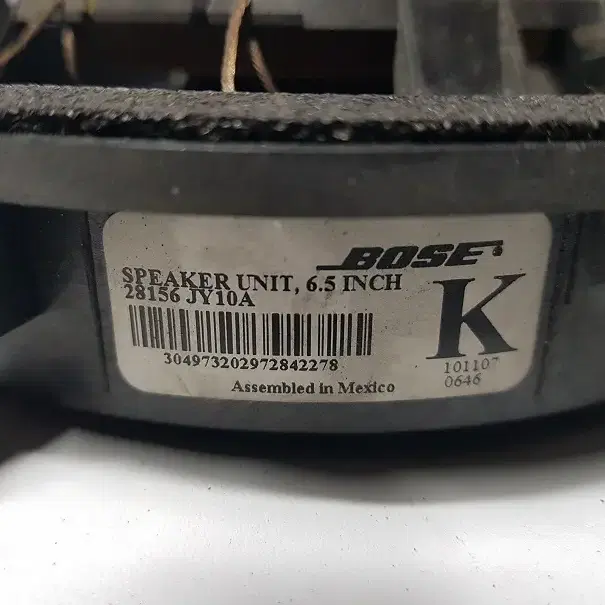 BOSE
SPEAKER UNIT, 6.5 INCH
28156 JY10A
K
304973202972842278
101107
0646
Assembled in Mexico